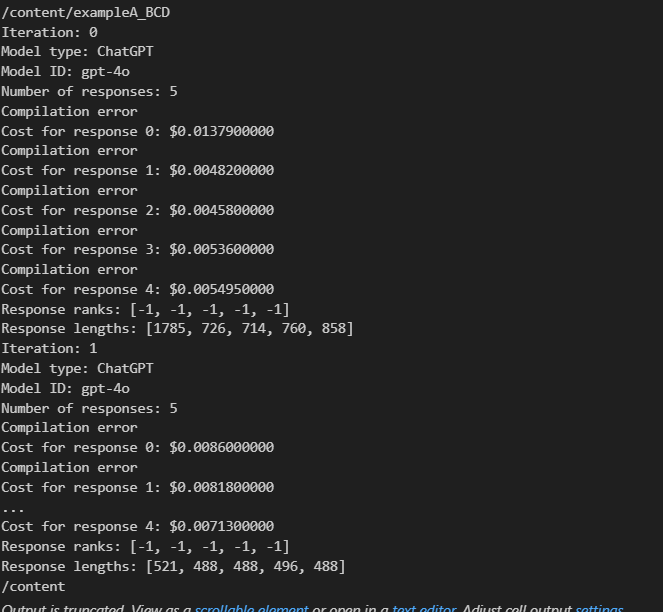 /content/exampleA_BCD
Iteration: 0
Model type: ChatGPT
Model ID: gpt-4o
Number of responses: 5
Compilation error
Cost for response 0: $0.0137900000
Compilation error
Cost for response 1: $0.0048200000
Compilation error
Cost for response 2: $0.0045800000
Compilation error
Cost for response 3: $0.0053600000
Compilation error
Cost for response 4: $0.0054950000
Response ranks: [-1, -1, -1, -1, -1]
Response lengths: [1785, 726, 714, 760, 858]
Iteration: 1
Model type: ChatGPT
Model ID: gpt-4o
Number of responses: 5
Compilation error
Cost for response 0: $0.0086000000
Compilation error
Cost for response 1: $0.0081800000
...
Cost for response 4: $0.0071300000
Response ranks: [-1, -1, -1, -1, -1]
Response lengths: [521, 488, 488, 496, 488]
/content
Output is truncated. View as a scrollable element or open in a text editor. Adjust cell output settings